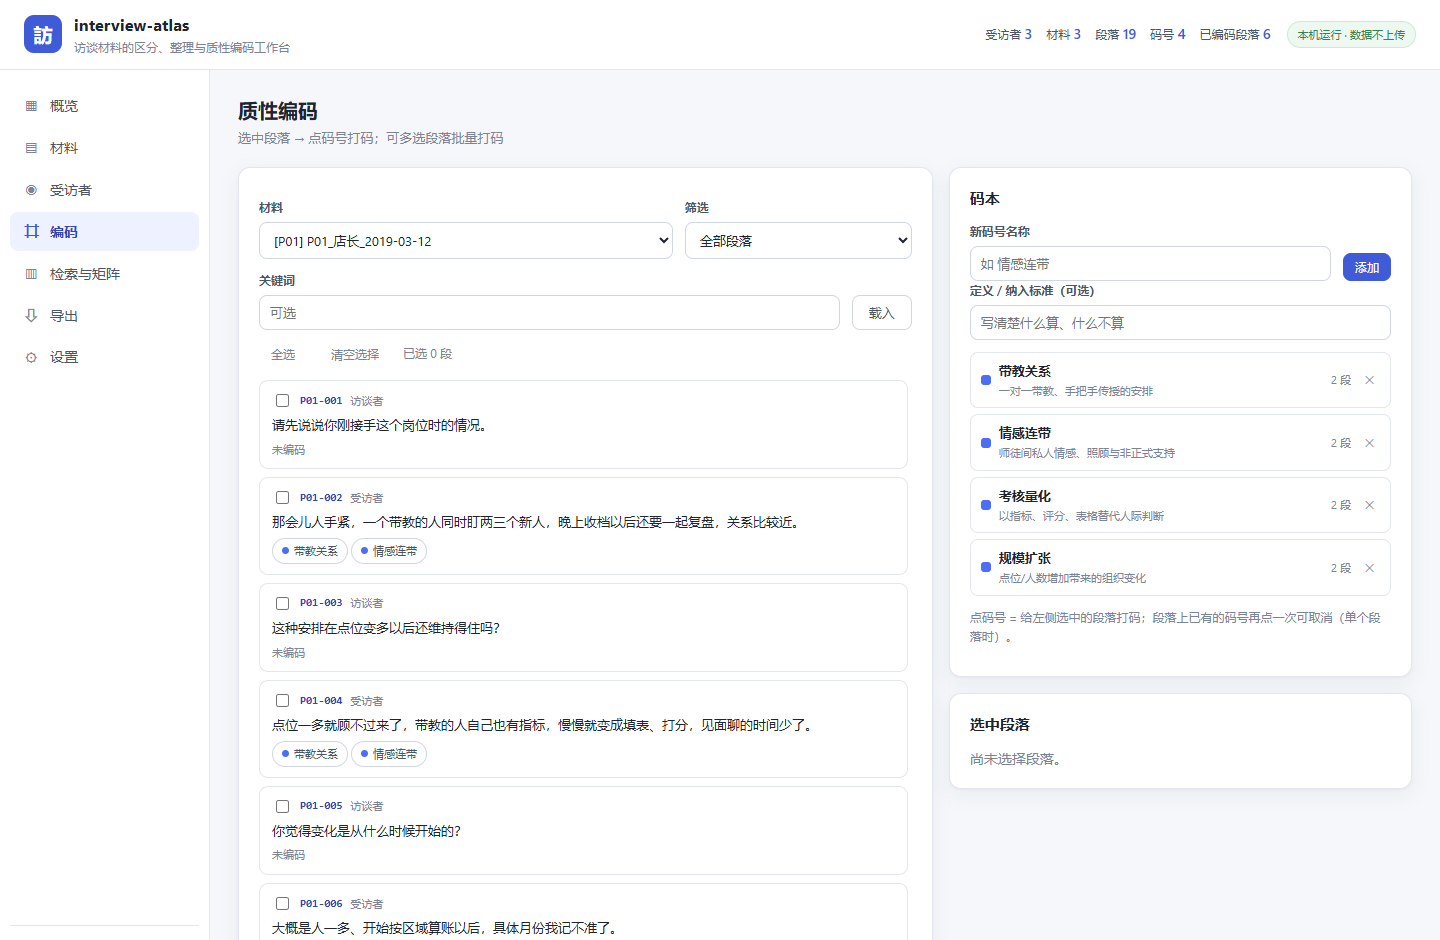 訪
interview-atlas
访谈材料的区分、整理与质性编码工作台
受访者 3 材料 3 段落 19 码号 4 已编码段落 6
本机运行 · 数据不上传
概览
材料
受访者
编码
检索与矩阵
导出
设置
质性编码
选中段落 → 点码号打码；可多选段落批量打码
材料
筛选
[P01] P01_店长_2019-03-12
全部段落
关键词
可选
载入
全选
清空选择
已选 0 段
P01-001 访谈者
请先说说你刚接手这个岗位时的情况。
未编码
P01-002 受访者
那会儿人手紧，一个带教的人同时盯两三个新人，晚上收档以后还要一起复盘，关系比较近。
带教关系
情感连带
P01-003 访谈者
这种安排在点位变多以后还维持得住吗？
未编码
P01-004 受访者
点位一多就顾不过来了，带教的人自己也有指标，慢慢就变成填表、打分，见面聊的时间少了。
带教关系
情感连带
P01-005 访谈者
你觉得变化是从什么时候开始的？
未编码
P01-006 受访者
大概是人一多、开始按区域算账以后，具体月份我记不准了。
码本
新码号名称
如 情感连带
添加
定义 / 纳入标准（可选）
写清楚什么算、什么不算
带教关系
一对一带教、手把手传授的安排
2 段 ×
情感连带
师徒间私人情感、照顾与非正式支持
2 段 ×
考核量化
以指标、评分、表格替代人际判断
2 段 ×
规模扩张
点位/人数增加带来的组织变化
2 段 ×
点码号 = 给左侧选中的段落打码；段落上已有的码号再点一次可取消（单个段
落时）。
选中段落
尚未选择段落。